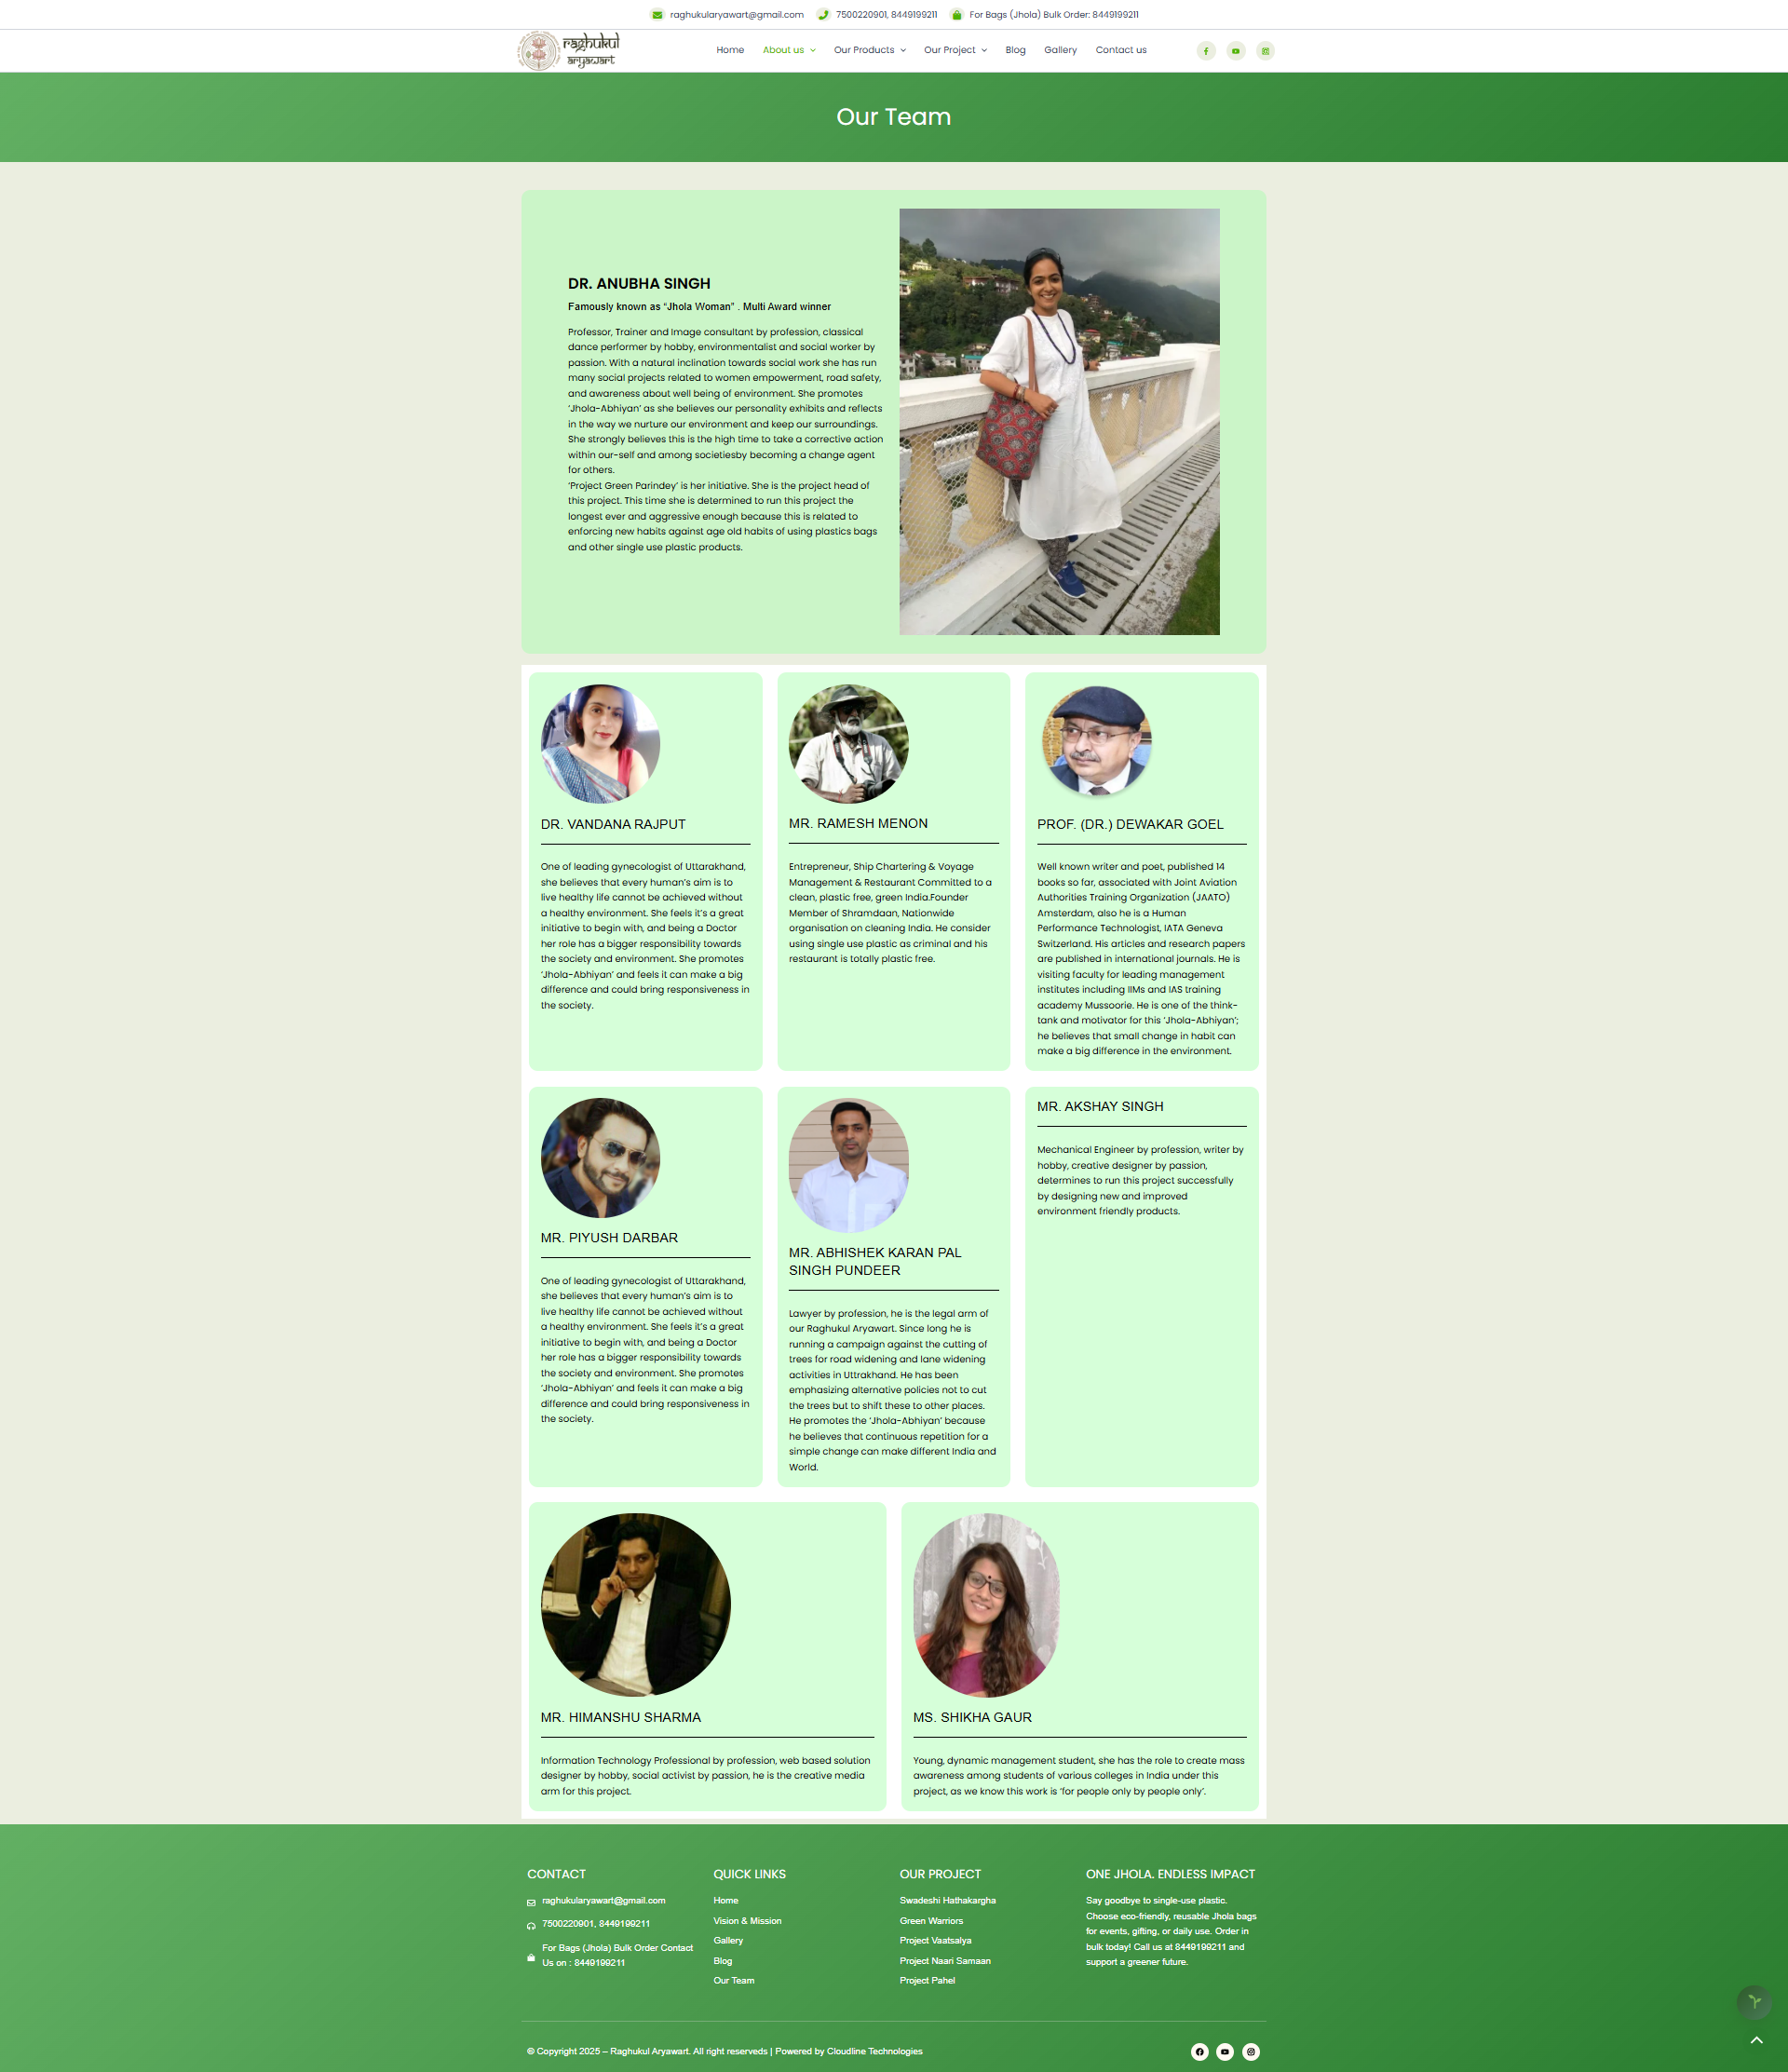 raghukularyawart@gmail.com 7500220901, 8449199211 For Bags (Jhola) Bulk Order: 8449199211
raghukul
aryawart
Home About us Our Products Our Project Blog Gallery Contact us
Our Team
DR. ANUBHA SINGH
Famously known as “Jhola Woman” . Multi Award winner
Professor, Trainer and Image consultant by profession, classical
dance performer by hobby, environmentalist and social worker by
passion. With a natural inclination towards social work she has run
many social projects related to women empowerment, road safety,
and awareness about well being of environment. She promotes
‘Jhola-Abhiyan’ as she believes our personality exhibits and reflects
in the way we nurture our environment and keep our surroundings.
She strongly believes this is the high time to take a corrective action
within our-self and among societiesby becoming a change agent
for others.
‘Project Green Parindey’ is her initiative. She is the project head of
this project. This time she is determined to run this project the
longest ever and aggressive enough because this is related to
enforcing new habits against age old habits of using plastics bags
and other single use plastic products.
DR. VANDANA RAJPUT
One of leading gynecologist of Uttarakhand,
she believes that every human’s aim is to
live healthy life cannot be achieved without
a healthy environment. She feels it’s a great
initiative to begin with, and being a Doctor
her role has a bigger responsibility towards
the society and environment. She promotes
‘Jhola-Abhiyan’ and feels it can make a big
difference and could bring responsiveness in
the society.
MR. RAMESH MENON
Entrepreneur, Ship Chartering & Voyage
Management & Restaurant Committed to a
clean, plastic free, green India.Founder
Member of Shramdaan, Nationwide
organisation on cleaning India. He consider
using single use plastic as criminal and his
restaurant is totally plastic free.
PROF. (DR.) DEWAKAR GOEL
Well known writer and poet, published 14
books so far, associated with Joint Aviation
Authorities Training Organization (JAATO)
Amsterdam, also he is a Human
Performance Technologist, IATA Geneva
Switzerland. His articles and research papers
are published in international journals. He is
visiting faculty for leading management
institutes including IIMs and IAS training
academy Mussoorie. He is one of the think-
tank and motivator for this ‘Jhola-Abhiyan’;
he believes that small change in habit can
make a big difference in the environment.
MR. PIYUSH DARBAR
One of leading gynecologist of Uttarakhand,
she believes that every human’s aim is to
live healthy life cannot be achieved without
a healthy environment. She feels it’s a great
initiative to begin with, and being a Doctor
her role has a bigger responsibility towards
the society and environment. She promotes
‘Jhola-Abhiyan’ and feels it can make a big
difference and could bring responsiveness in
the society.
MR. ABHISHEK KARAN PAL
SINGH PUNDEER
Lawyer by profession, he is the legal arm of
our Raghukul Aryawart. Since long he is
running a campaign against the cutting of
trees for road widening and lane widening
activities in Uttrakhand. He has been
emphasizing alternative policies not to cut
the trees but to shift these to other places.
He promotes the ‘Jhola-Abhiyan’ because
he believes that continuous repetition for a
simple change can make different India and
World.
MR. AKSHAY SINGH
Mechanical Engineer by profession, writer by
hobby, creative designer by passion,
determines to run this project successfully
by designing new and improved
environment friendly products.
MR. HIMANSHU SHARMA
Information Technology Professional by profession, web based solution
designer by hobby, social activist by passion, he is the creative media
arm for this project.
MS. SHIKHA GAUR
Young, dynamic management student, she has the role to create mass
awareness among students of various colleges in India under this
project, as we know this work is ‘for people only by people only’.
CONTACT
raghukularyawart@gmail.com
7500220901, 8449199211
For Bags (Jhola) Bulk Order Contact
Us on : 8449199211
QUICK LINKS
Home
Vision & Mission
Gallery
Blog
Our Team
OUR PROJECT
Swadeshi Hathakargha
Green Warriors
Project Vaatsalya
Project Naari Samaan
Project Pahel
ONE JHOLA. ENDLESS IMPACT
Say goodbye to single-use plastic.
Choose eco-friendly, reusable Jhola bags
for events, gifting, or daily use. Order in
bulk today! Call us at 8449199211 and
support a greener future.
© Copyright 2025 – Raghukul Aryawart. All right reserveds | Powered by Cloudline Technologies